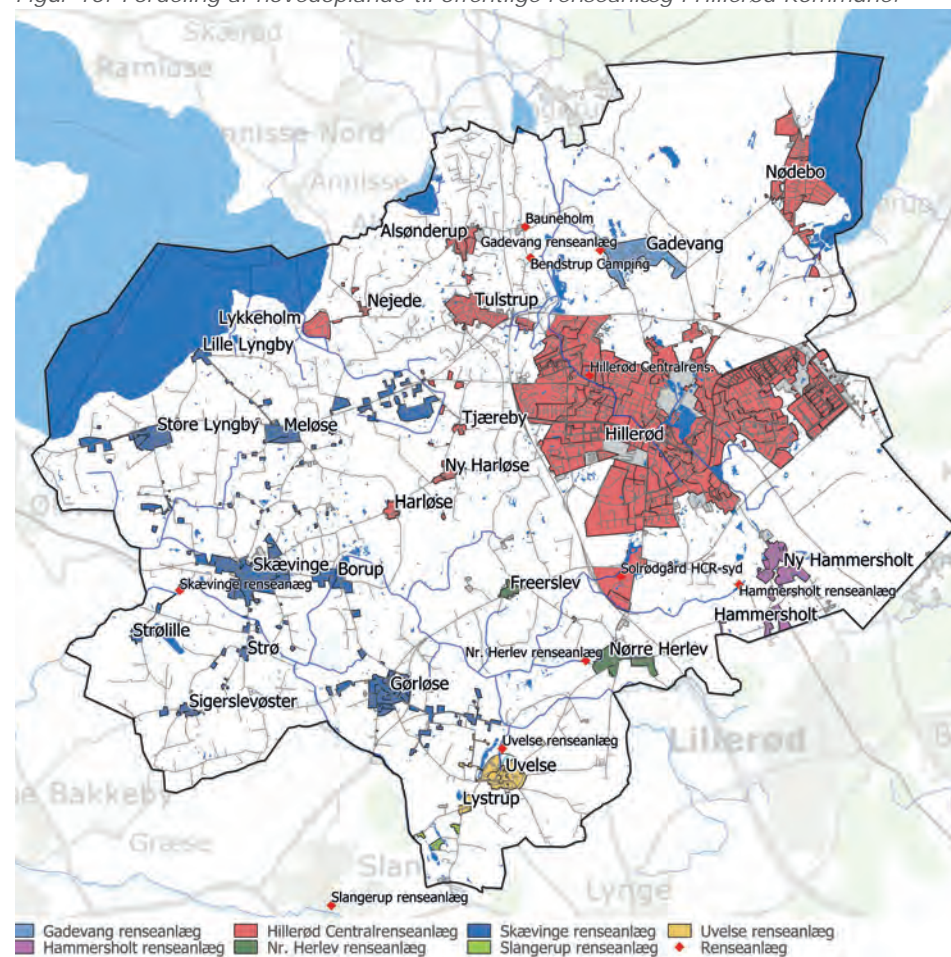 Skærød
Ramløse
Annisse Nord
Annisse
Nødebo
Bauneholm
Alsønderup
Gadevang renseanlæg
Gadevang
Bendstrup Camping
Nejede
Tulstrup
Lykkeholm
Lille Lyngby
Hillerød Centralrens.
Store Lyngby
Meløse
Tjæreby
Hillerød
Ny Harløse
Harløse
Skævinge
Borup
Skævinge renseanæg
Freerslev
Solrødgård HCR-syd
Ny Hammersholt
Hammersholt renseanlæg
Hammersholt
Strølille
Strø
Nr. Herlev renseanlæg
Nørre Herlev
Gørløse
Sigerslevøster
Uvelse renseanlæg
Lillerød
Uvelse
Lystrup
Bakkeby
Græse
Slan
Lynge
Slangerup renseanlæg
Gadevang renseanlæg
Hillerød Centralrenseanlæg
Skævinge renseanlæg
Uvelse renseanlæg
Hammersholt renseanlæg
Nr. Herlev renseanlæg
Slangerup renseanlæg
Renseanlæg